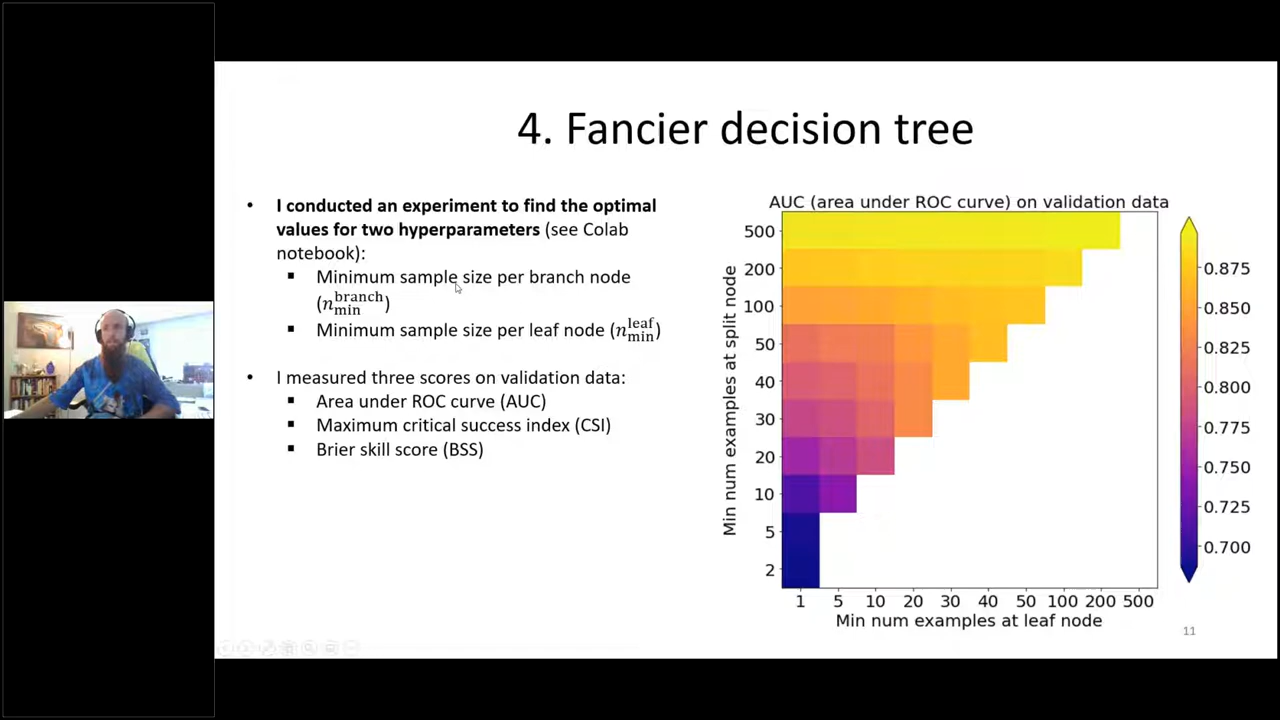 4. Fancier decision tree
• I conducted an experiment to find the optimal
values for two hyperparameters (see Colab
notebook):
▪ Minimum sample size per branch node
(n_min^branch)
▪ Minimum sample size per leaf node (n_min^leaf)
• I measured three scores on validation data:
▪ Area under ROC curve (AUC)
▪ Maximum critical success index (CSI)
▪ Brier skill score (BSS)
AUC (area under ROC curve) on validation data
Min num examples at split node
500
200
100
50
40
30
20
10
5
2
1 5 10 20 30 40 50 100 200 500
Min num examples at leaf node
0.875
0.850
0.825
0.800
0.775
0.750
0.725
0.700
11